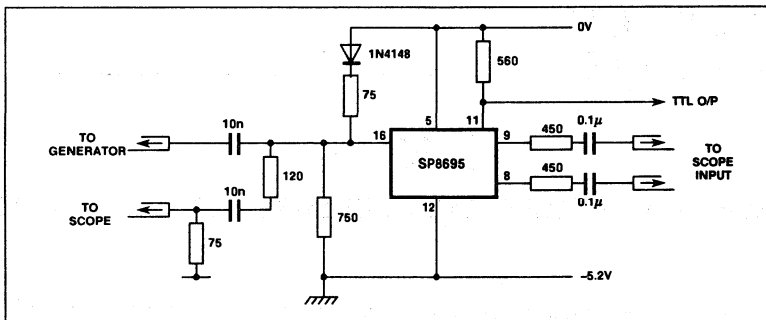 0V
1N4148
560
75
TTL O/P
5
11
0.1µ
TO
GENERATOR
10n
16
9
450
SP8695
TO
SCOPE
INPUT
120
8
450
10n
0.1µ
TO
SCOPE
12
750
75
–5.2V